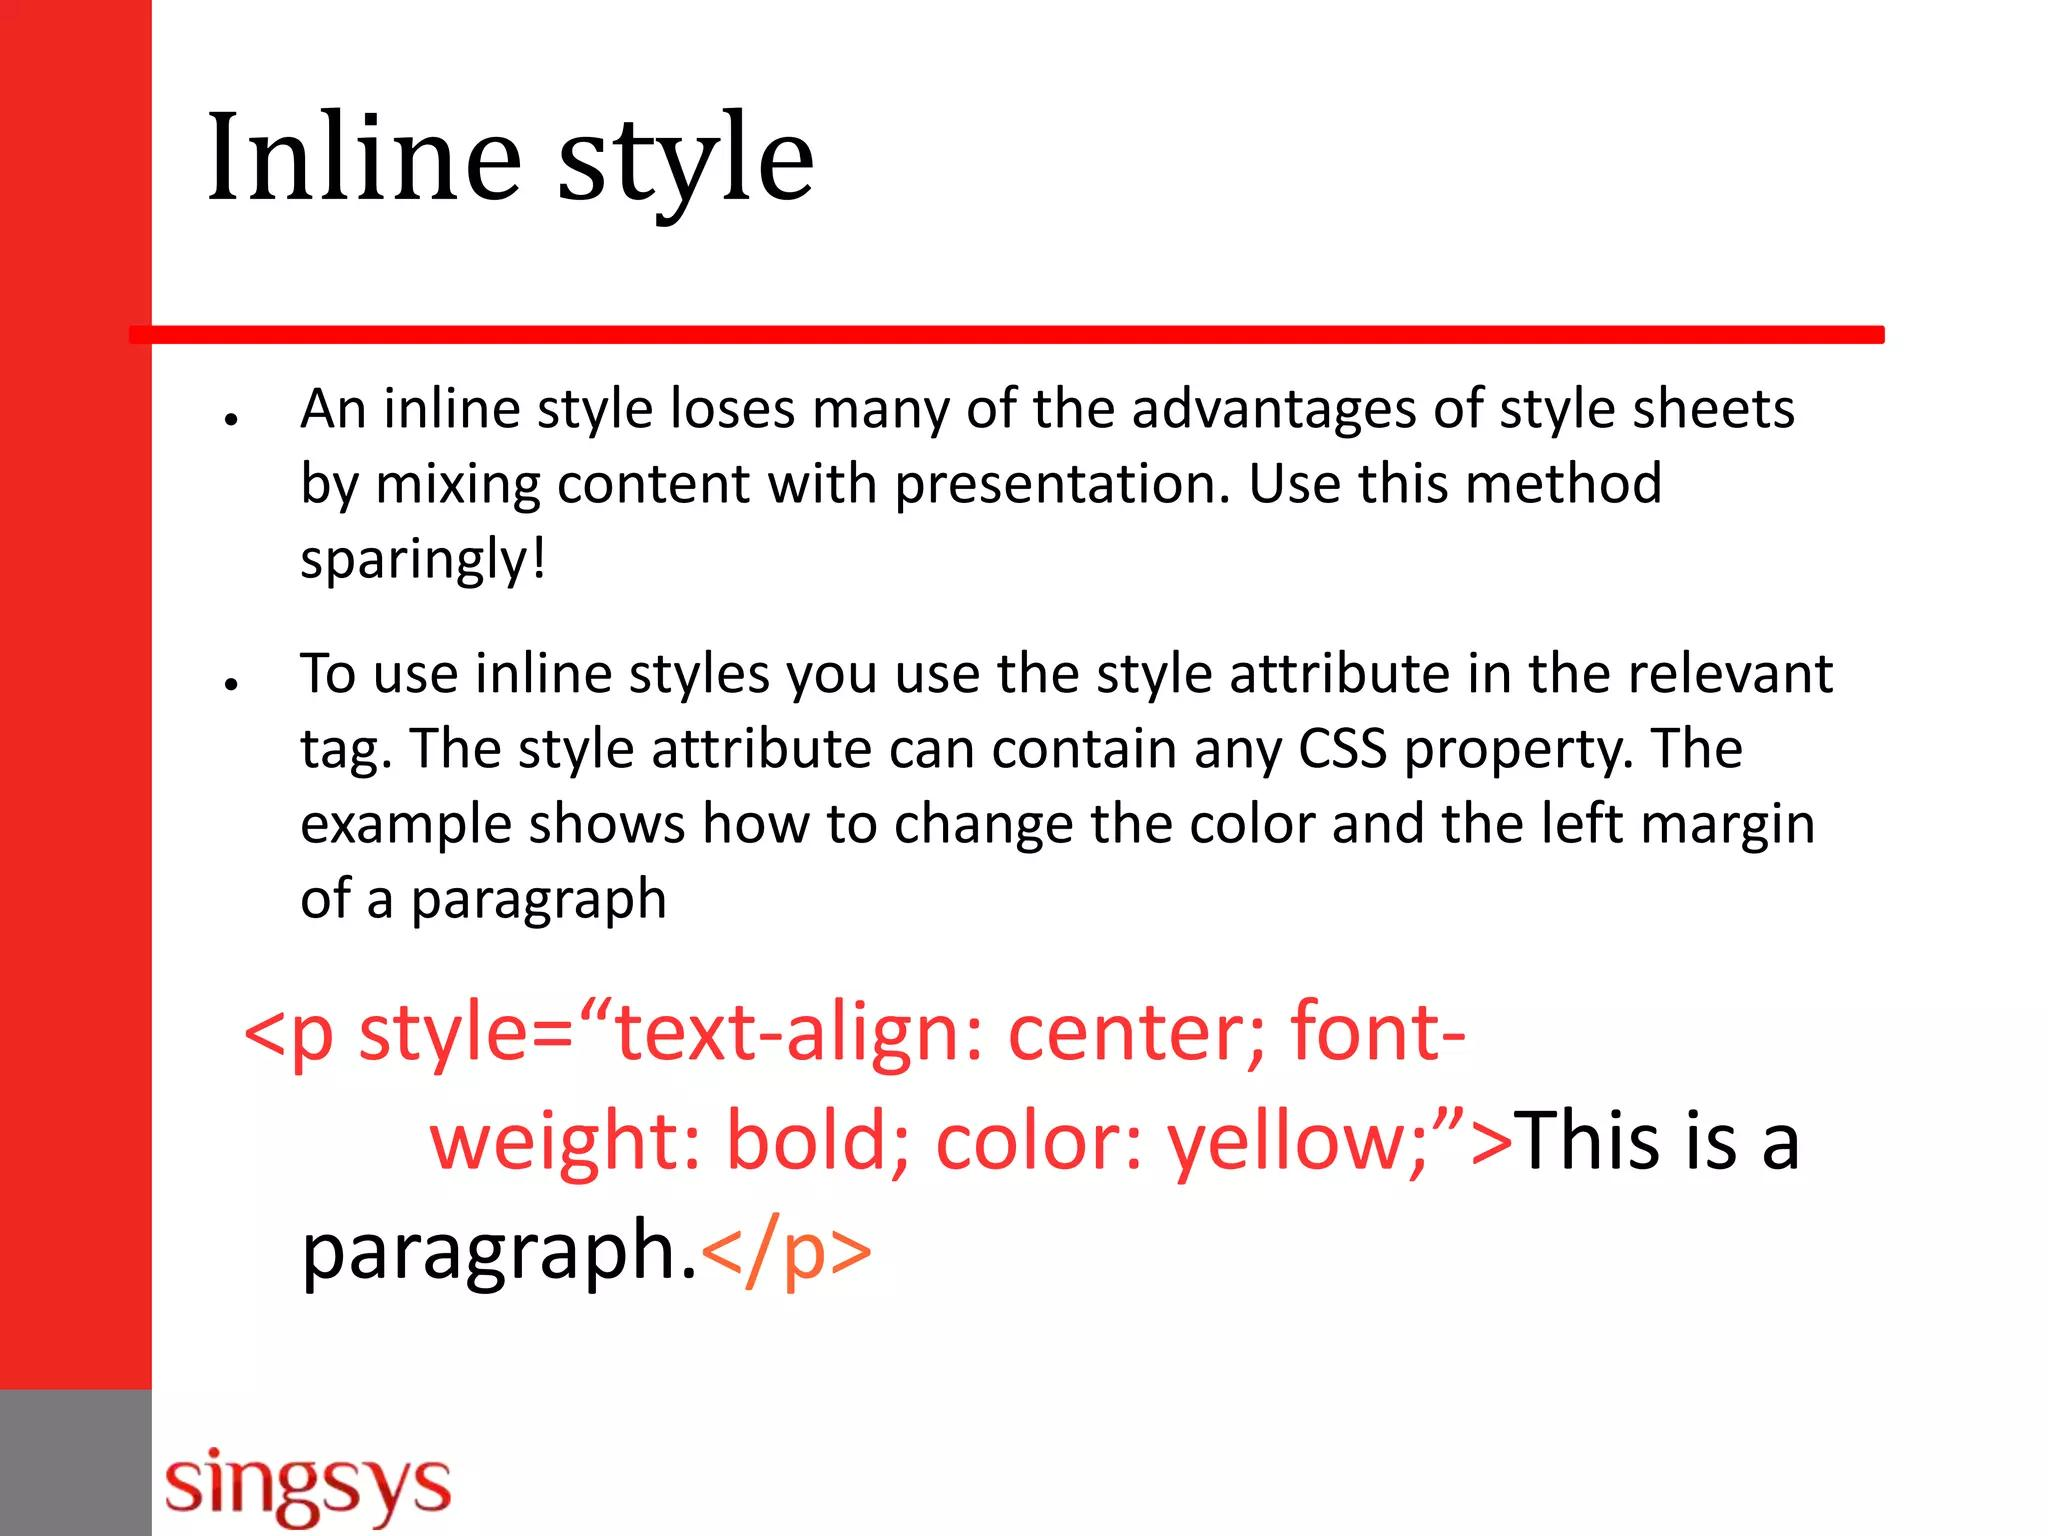 Inline style
● An inline style loses many of the advantages of style sheets
by mixing content with presentation. Use this method
sparingly!
● To use inline styles you use the style attribute in the relevant
tag. The style attribute can contain any CSS property. The
example shows how to change the color and the left margin
of a paragraph
<p style=“text-align: center; font-
weight: bold; color: yellow;”>This is a
paragraph.</p>
singsys